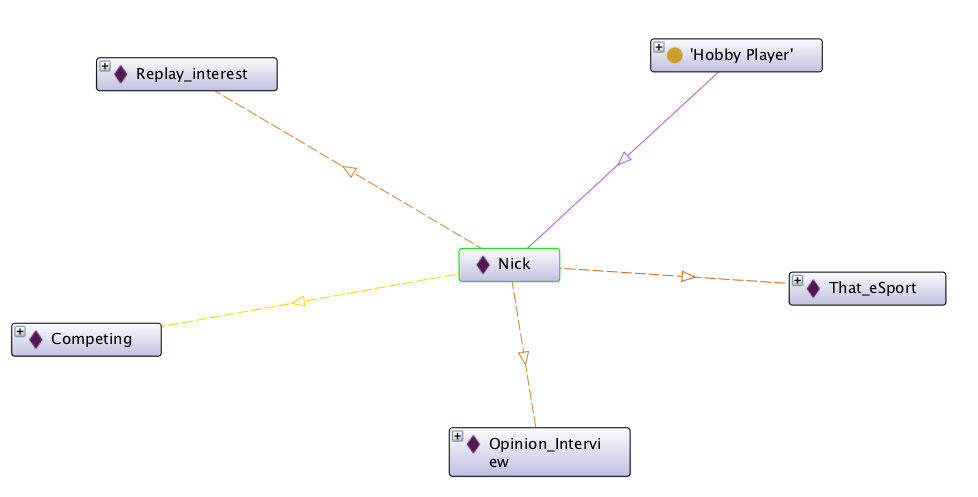 'Hobby Player'
Replay_interest
Nick
That_eSport
Competing
Opinion_Intervi
ew